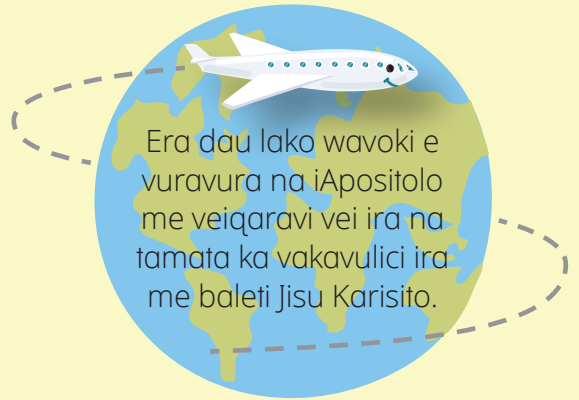 Era dau lako wavoki e
vuravura na iApositolo
me veiqaravi vei ira na
tamata ka vakavulici ira
me baleti Jisu Karisito.